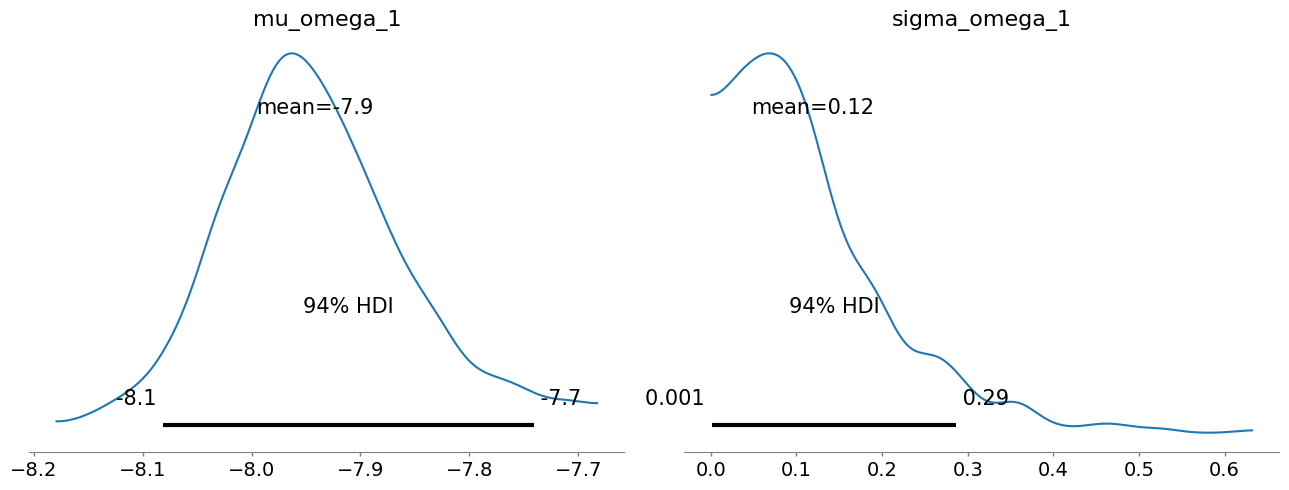 mu_omega_1
mean=-7.9
94% HDI
-8.1
-7.7
−8.2 −8.1 −8.0 −7.9 −7.8 −7.7
sigma_omega_1
mean=0.12
94% HDI
0.001
0.29
0.0 0.1 0.2 0.3 0.4 0.5 0.6